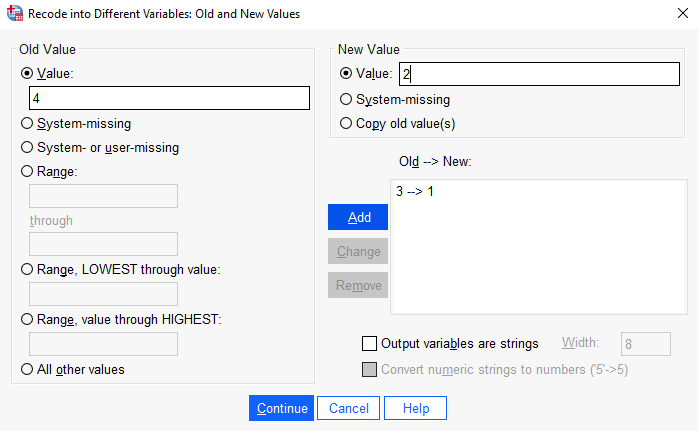 Recode into Different Variables: Old and New Values
Old Value
Value:
4
System-missing
System- or user-missing
Range:
through
Range, LOWEST through value:
Range, value through HIGHEST:
All other values
New Value
Value: 2
System-missing
Copy old value(s)
Old --> New:
3 --> 1
Add
Change
Remove
Output variables are strings Width: 8
Convert numeric strings to numbers ('5'->5)
Continue Cancel Help